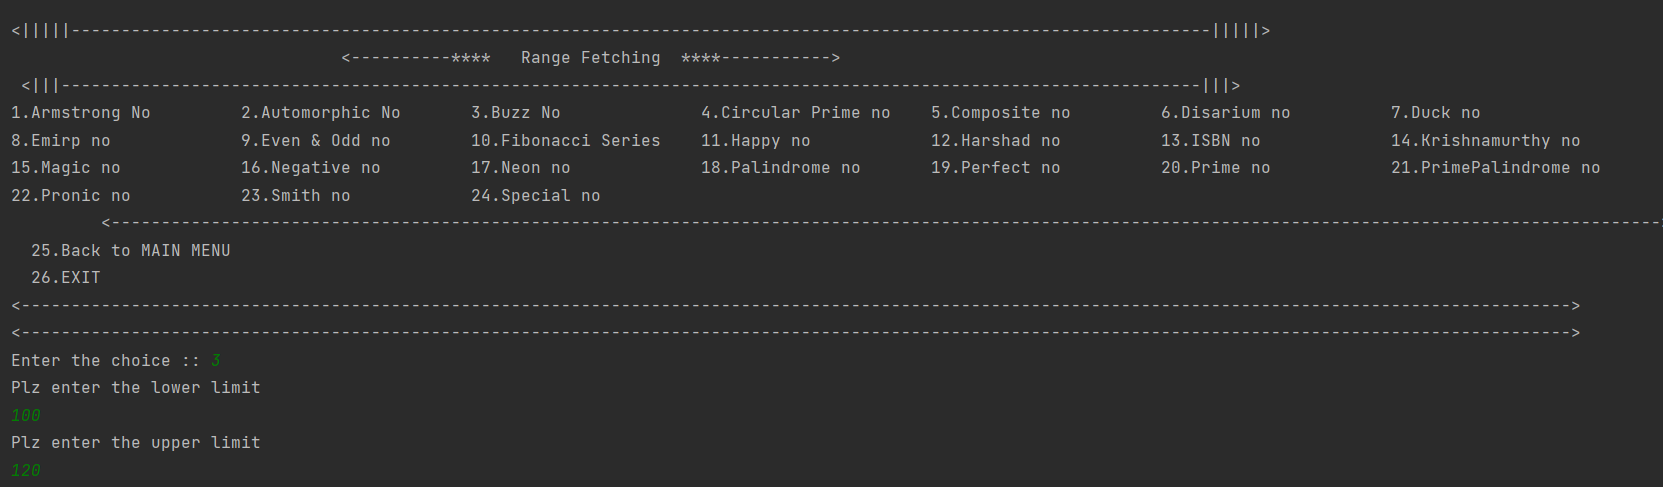 <|||||------------------------------------------------------------------------------------------------------------------|||||>
<----------****   Range Fetching  ****----------->
<|||------------------------------------------------------------------------------------------------------------------|||>
1.Armstrong No         2.Automorphic No       3.Buzz No              4.Circular Prime no    5.Composite no         6.Disarium no          7.Duck no
8.Emirp no             9.Even & Odd no        10.Fibonacci Series    11.Happy no            12.Harshad no          13.ISBN no             14.Krishnamurthy no
15.Magic no            16.Negative no         17.Neon no             18.Palindrome no       19.Perfect no          20.Prime no            21.PrimePalindrome no
22.Pronic no           23.Smith no            24.Special no
<----------------------------------------------------------------------------------------------------------------------------------------------------------->
25.Back to MAIN MENU
26.EXIT
<----------------------------------------------------------------------------------------------------------------------------------------------------------->
<----------------------------------------------------------------------------------------------------------------------------------------------------------->
Enter the choice :: 3
Plz enter the lower limit
100
Plz enter the upper limit
120